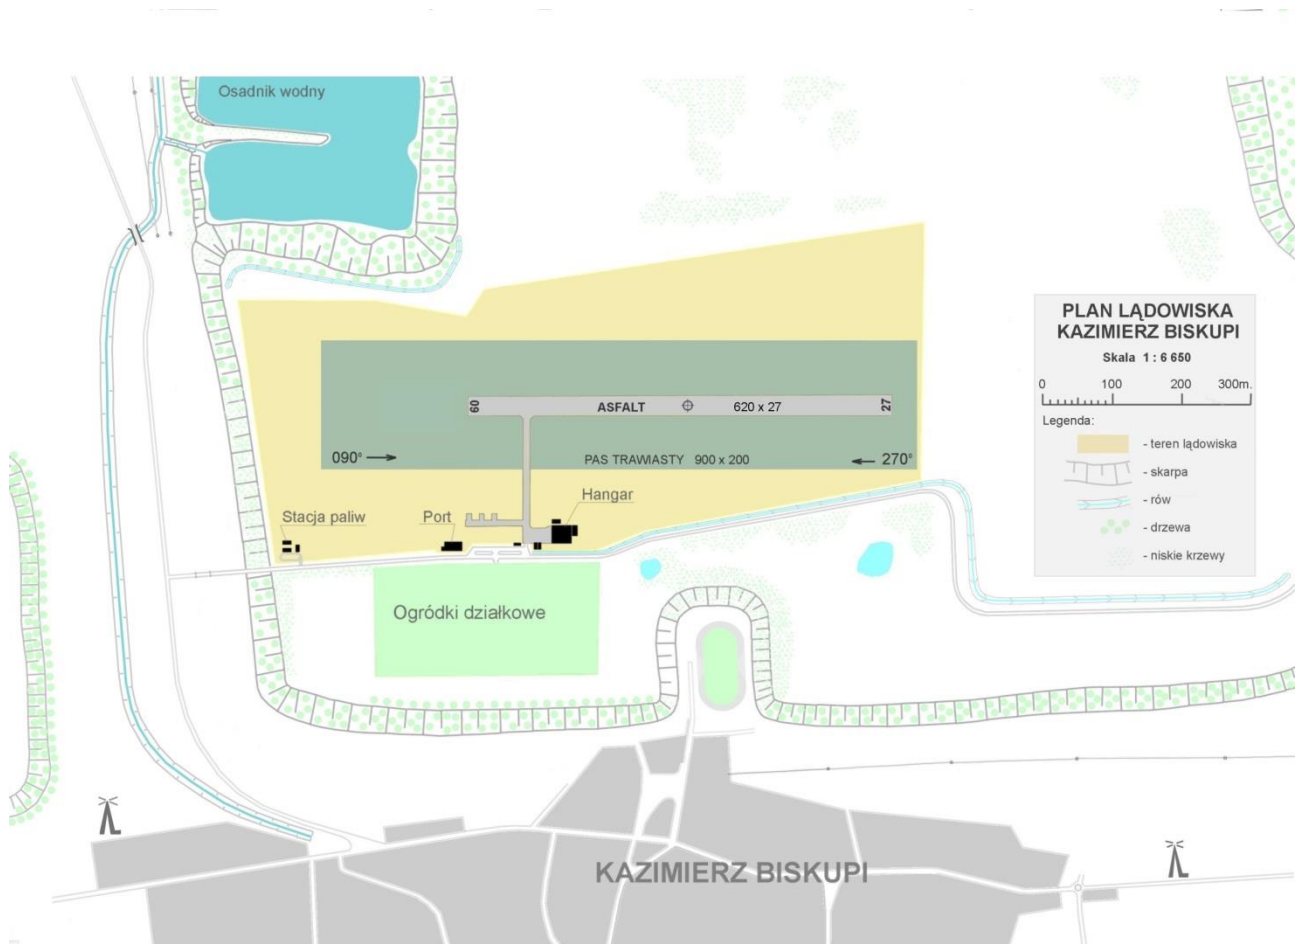 Osadnik wodny
PLAN LĄDOWISKA
KAZIMIERZ BISKUPI
Skala 1 : 6 650
0 100 200 300m.
Legenda:
- teren lądowiska
- skarpa
- rów
- drzewa
- niskie krzewy
09
ASFALT
620 x 27
27
090°
PAS TRAWIASTY 900 x 200
270°
Stacja paliw
Port
Hangar
Ogródki działkowe
KAZIMIERZ BISKUPI